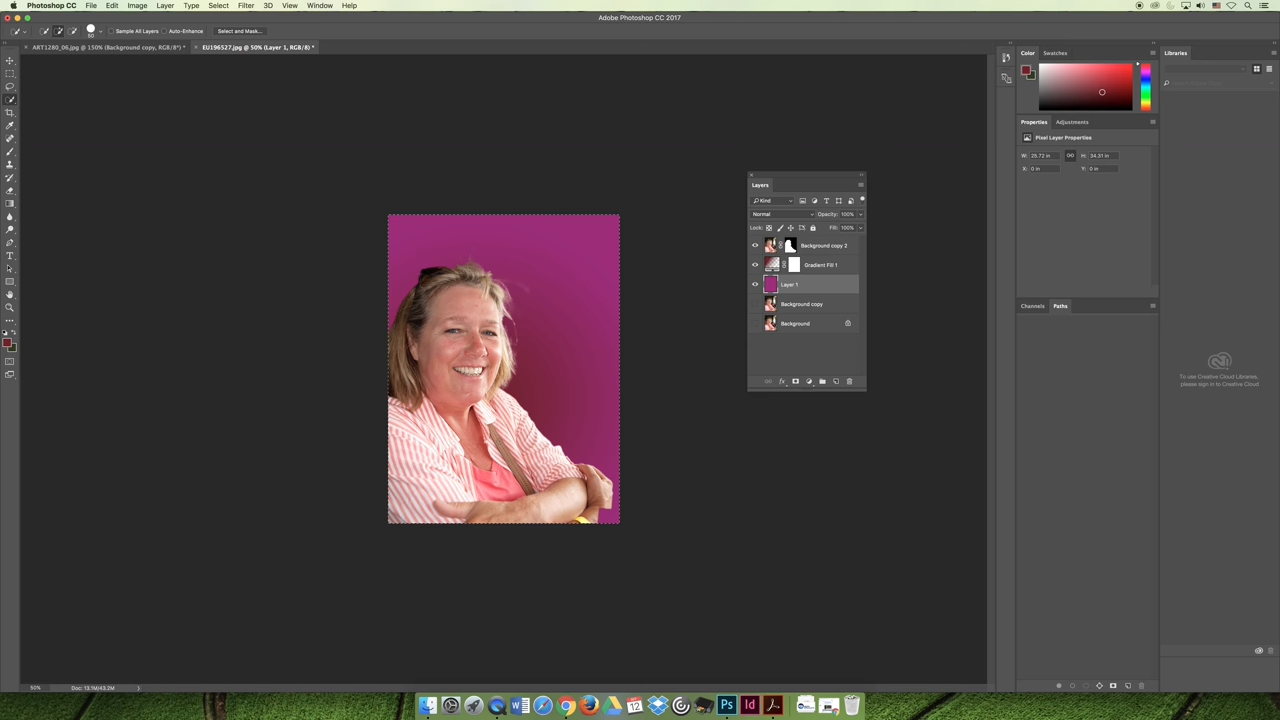 Photoshop CC File Edit Image Layer Type Select Filter 3D View Window Help
Adobe Photoshop CC 2017
50 Sample All Layers Auto-Enhance Select and Mask...
× ART1280_06.jpg @ 150% (Background copy, RGB/8*) * × EU196527.jpg @ 50% (Layer 1, RGB/8) *
Color Swatches
Libraries
Properties Adjustments
Pixel Layer Properties
W: 25.72 in H: 34.31 in
X: 0 in Y: 0 in
Layers
Kind
Normal Opacity: 100%
Lock: Fill: 100%
Background copy 2
Gradient Fill 1
Layer 1
Background copy
Background
fx
Channels Paths
To use Creative Cloud Libraries,
please sign in to Creative Cloud
50% Doc: 13.1M/43.2M
W 12 Ps Id